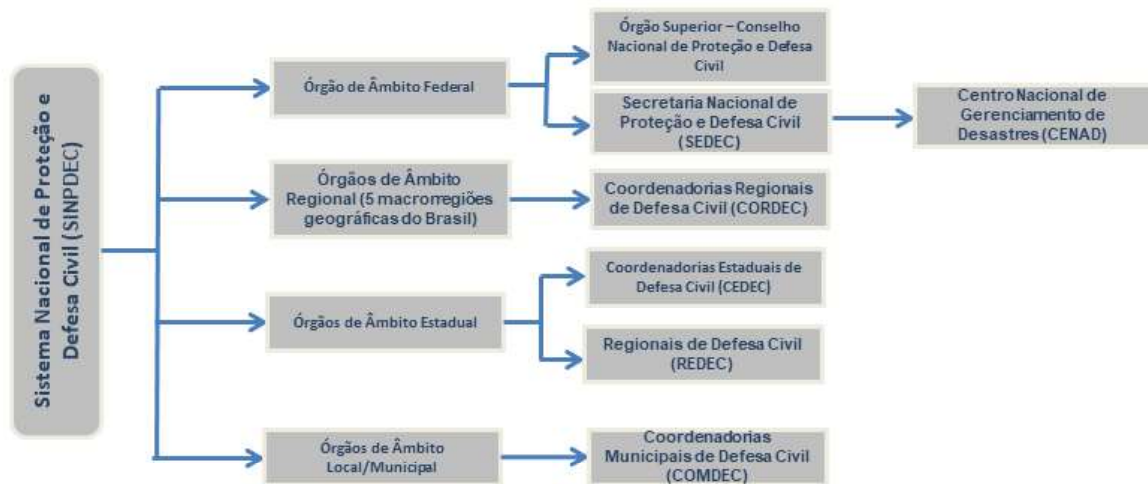 Sistema Nacional de Proteção e
Defesa Civil (SINPDEC)
Órgão de Âmbito Federal
Órgão Superior – Conselho
Nacional de Proteção e Defesa
Civil
Secretaria Nacional de
Proteção e Defesa Civil
(SEDEC)
Centro Nacional de
Gerenciamento de
Desastres (CENAD)
Órgãos de Âmbito
Regional (5 macrorregiões
geográficas do Brasil)
Coordenadorias Regionais
de Defesa Civil (CORDEC)
Órgãos de Âmbito Estadual
Coordenadorias Estaduais de
Defesa Civil (CEDEC)
Regionais de Defesa Civil
(REDEC)
Órgãos de Âmbito
Local/Municipal
Coordenadorias
Municipais de Defesa Civil
(COMDEC)